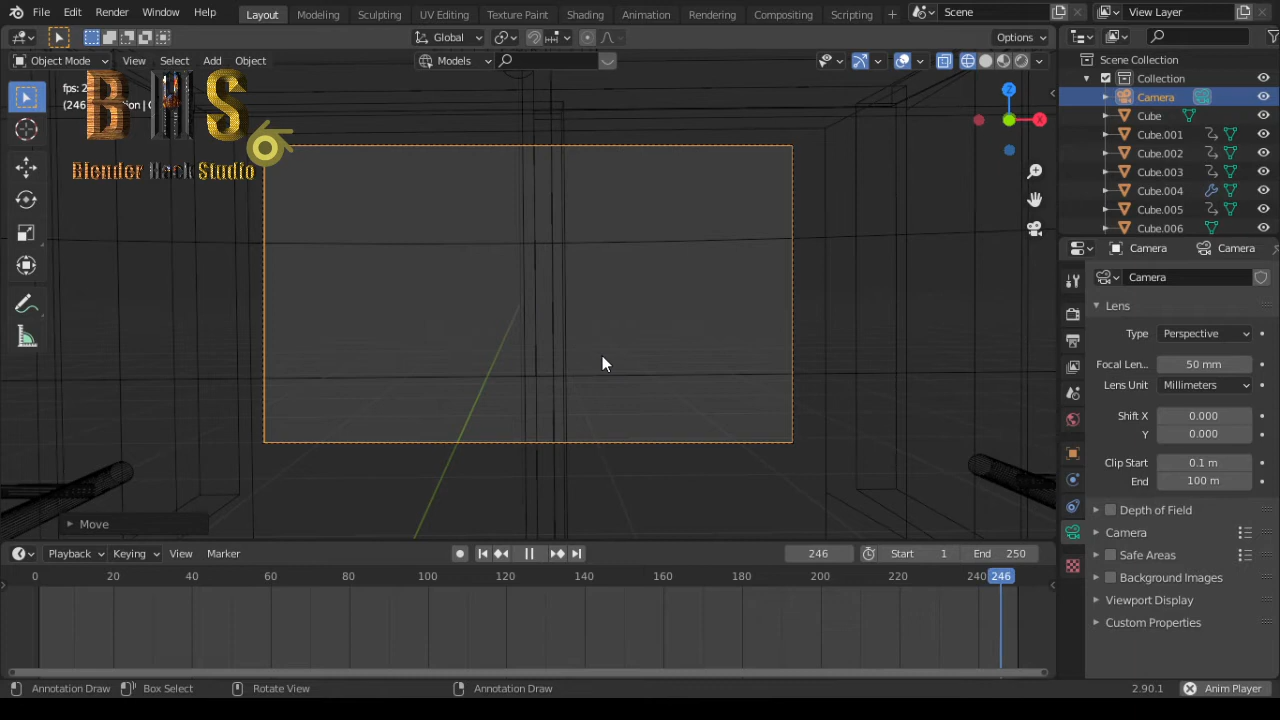 File Edit Render Window Help Layout Modeling Sculpting UV Editing Texture Paint Shading Animation Rendering Compositing Scripting Scene View Layer
Global Options
Object Mode View Select Add Object Models
Scene Collection
Collection
Camera
Cube
Cube.001
Cube.002
Cube.003
Cube.004
Cube.005
Cube.006
fps: 2
(246
BHS
Blender Hack Studio
Z
X
Camera Camera
Camera
Lens
Type Perspective
Focal Len... 50 mm
Lens Unit Millimeters
Shift X 0.000
Y 0.000
Clip Start 0.1 m
End 100 m
Depth of Field
Camera
Safe Areas
Background Images
Viewport Display
Custom Properties
Move
Playback Keying View Marker 246 Start 1 End 250
0 20 40 60 80 100 120 140 160 180 200 220 240 246
Annotation Draw Box Select Rotate View Annotation Draw 2.90.1 Anim Player